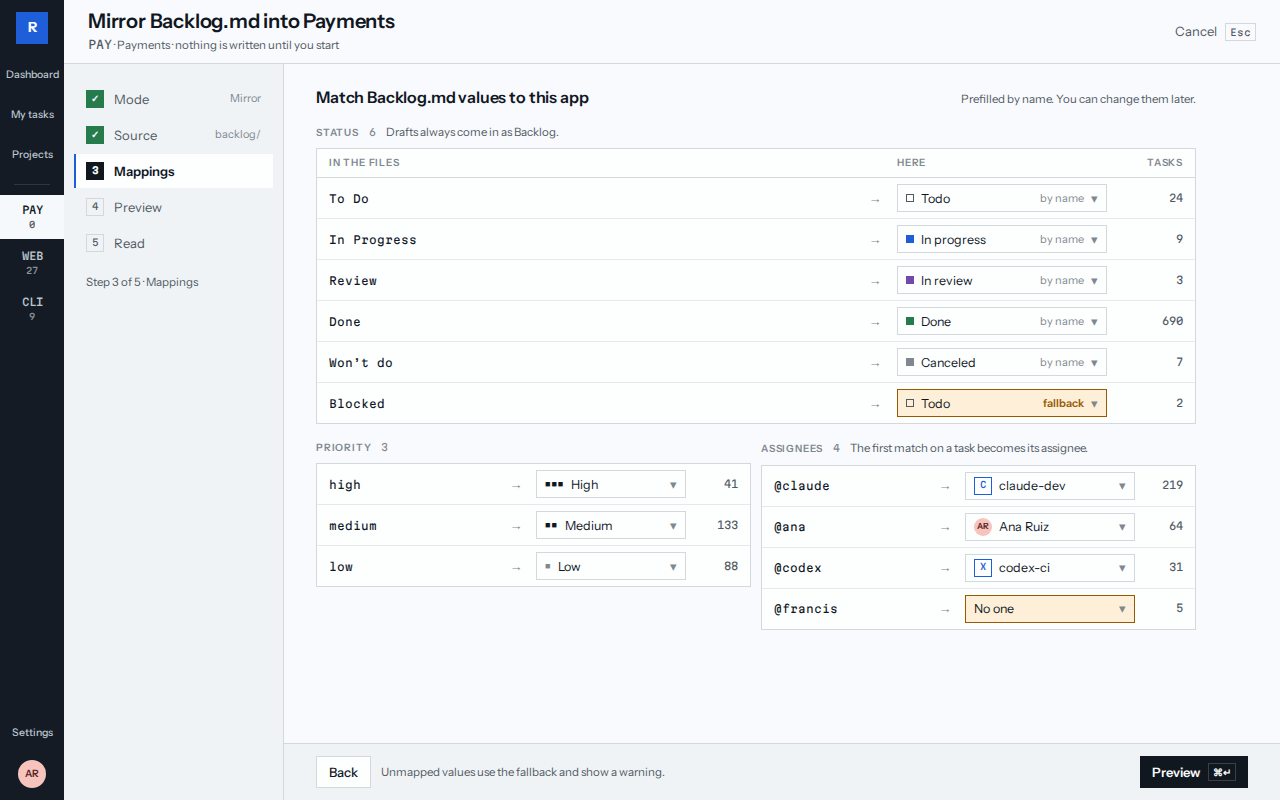 R
Dashboard
My tasks
Projects
PAY
0
WEB
27
CLI
9
Settings
AR
Mirror Backlog.md into Payments
PAY · Payments · nothing is written until you start
Cancel Esc
✓ Mode Mirror
✓ Source backlog/
3 Mappings
4 Preview
5 Read
Step 3 of 5 · Mappings
Match Backlog.md values to this app
Prefilled by name. You can change them later.
STATUS 6 Drafts always come in as Backlog.
IN THE FILES HERE TASKS
To Do → Todo by name ▾ 24
In Progress → In progress by name ▾ 9
Review → In review by name ▾ 3
Done → Done by name ▾ 690
Won't do → Canceled by name ▾ 7
Blocked → Todo fallback ▾ 2
PRIORITY 3
high → High ▾ 41
medium → Medium ▾ 133
low → Low ▾ 88
ASSIGNEES 4 The first match on a task becomes its assignee.
@claude → C claude-dev ▾ 219
@ana → AR Ana Ruiz ▾ 64
@codex → X codex-ci ▾ 31
@francis → No one ▾ 5
Back Unmapped values use the fallback and show a warning.
Preview ⌘↵